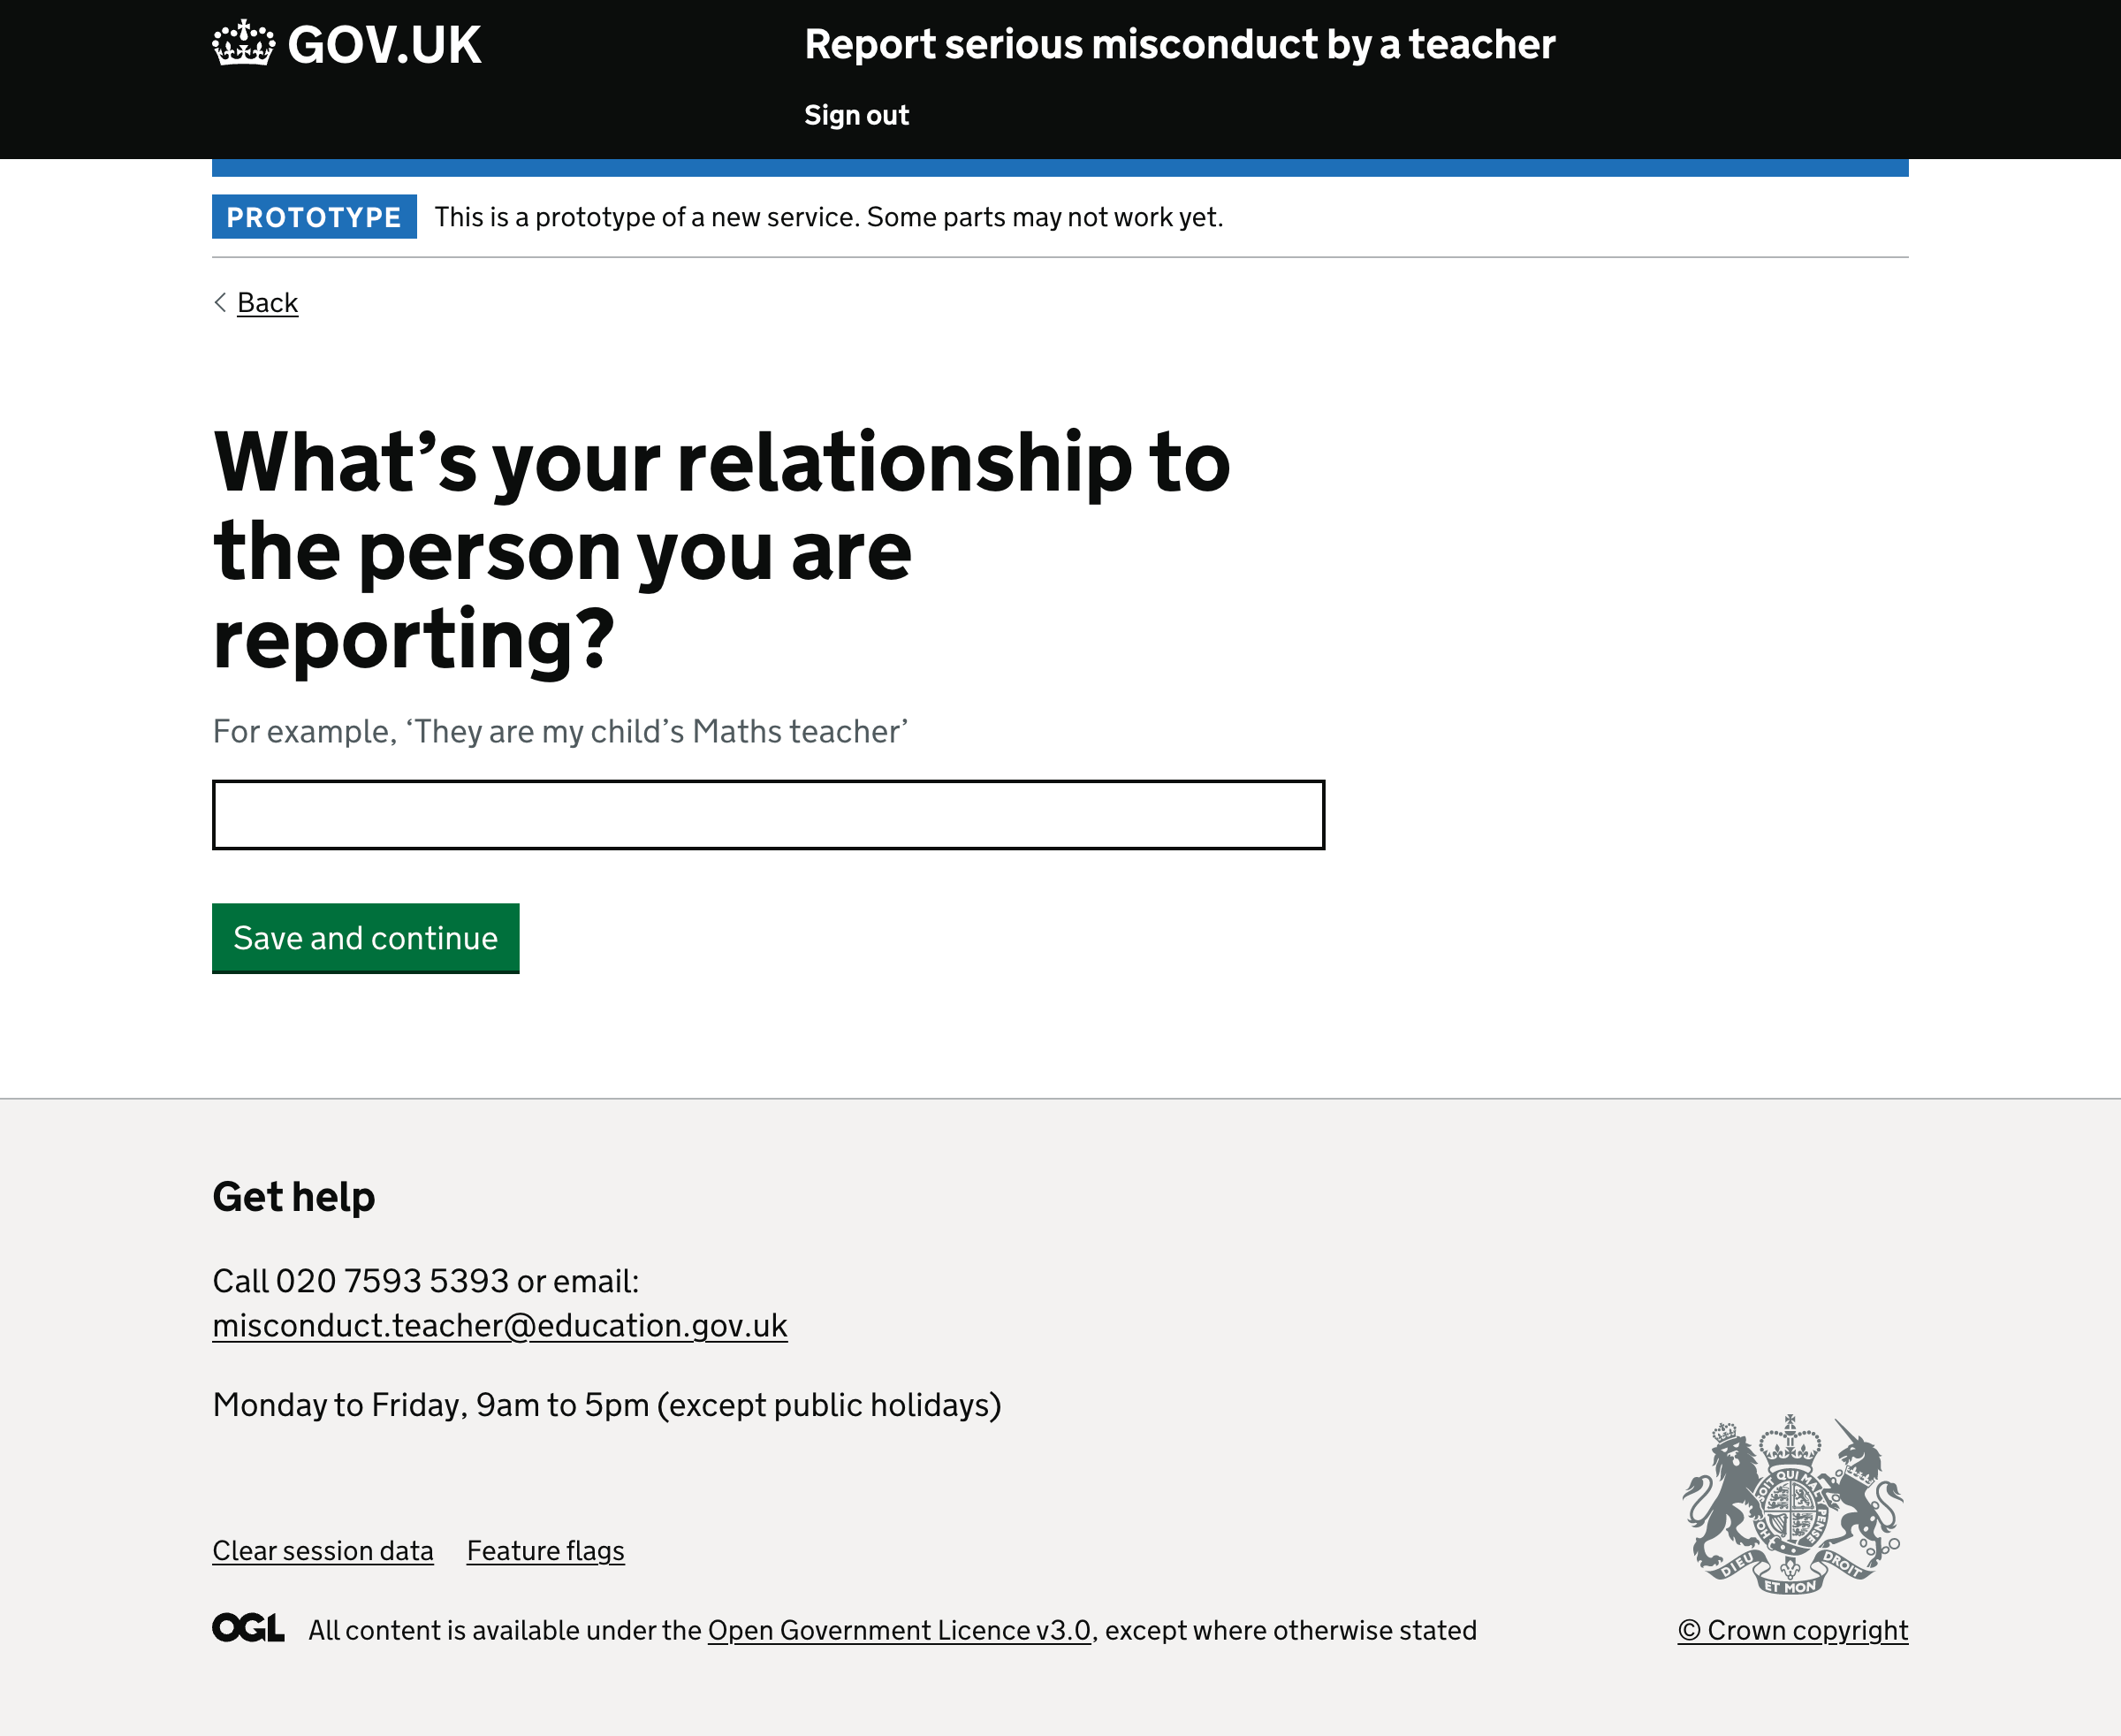 GOV.UK
Report serious misconduct by a teacher
Sign out
PROTOTYPE
This is a prototype of a new service. Some parts may not work yet.
Back
What’s your relationship to
the person you are
reporting?
For example, ‘They are my child’s Maths teacher’
Save and continue
Get help
Call 020 7593 5393 or email:
misconduct.teacher@education.gov.uk
Monday to Friday, 9am to 5pm (except public holidays)
Clear session data
Feature flags
OGL
All content is available under the Open Government Licence v3.0, except where otherwise stated
DIEU ET MON DROIT
© Crown copyright